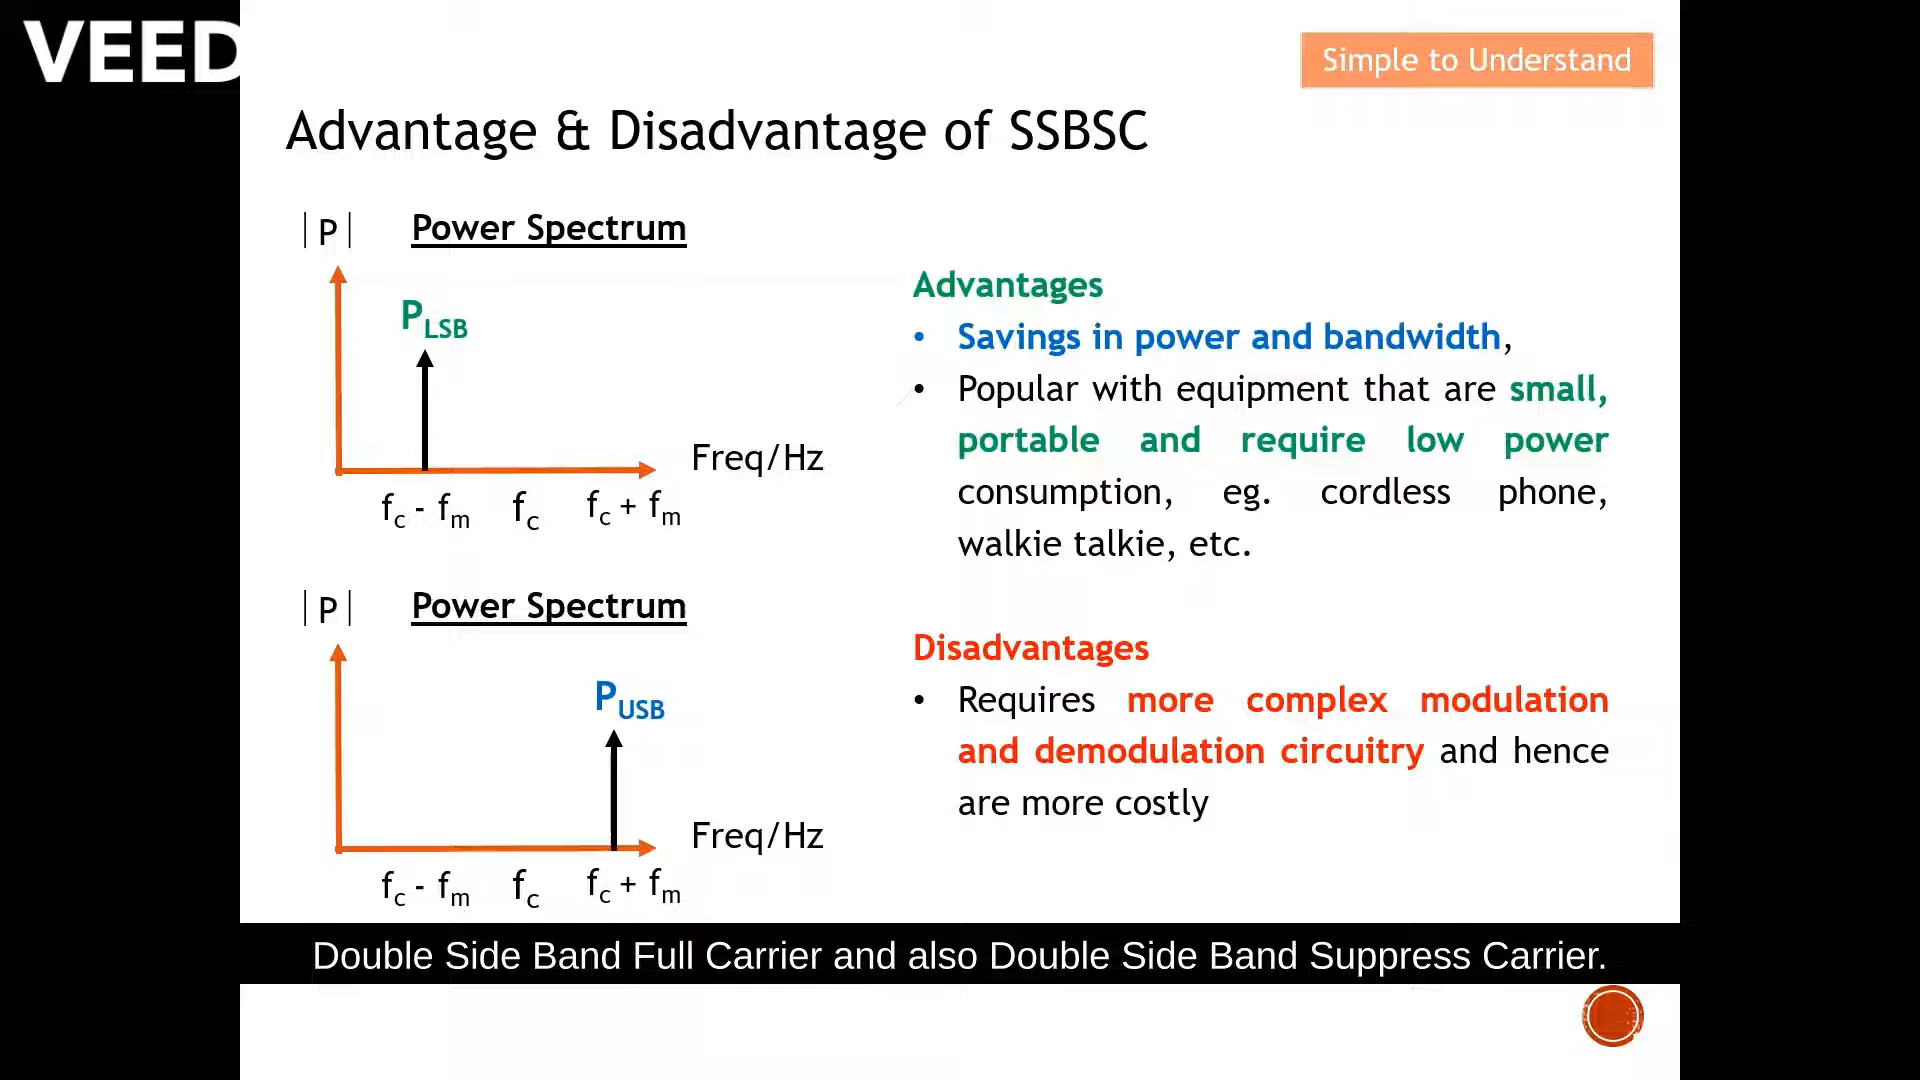 VEED
Simple to Understand
Advantage & Disadvantage of SSBSC
|P| Power Spectrum
P_LSB
Freq/Hz
f_c - f_m f_c f_c + f_m
|P| Power Spectrum
P_USB
Freq/Hz
f_c - f_m f_c f_c + f_m
Advantages
• Savings in power and bandwidth,
• Popular with equipment that are small,
portable and require low power
consumption, eg. cordless phone,
walkie talkie, etc.
Disadvantages
• Requires more complex modulation
and demodulation circuitry and hence
are more costly
Double Side Band Full Carrier and also Double Side Band Suppress Carrier.